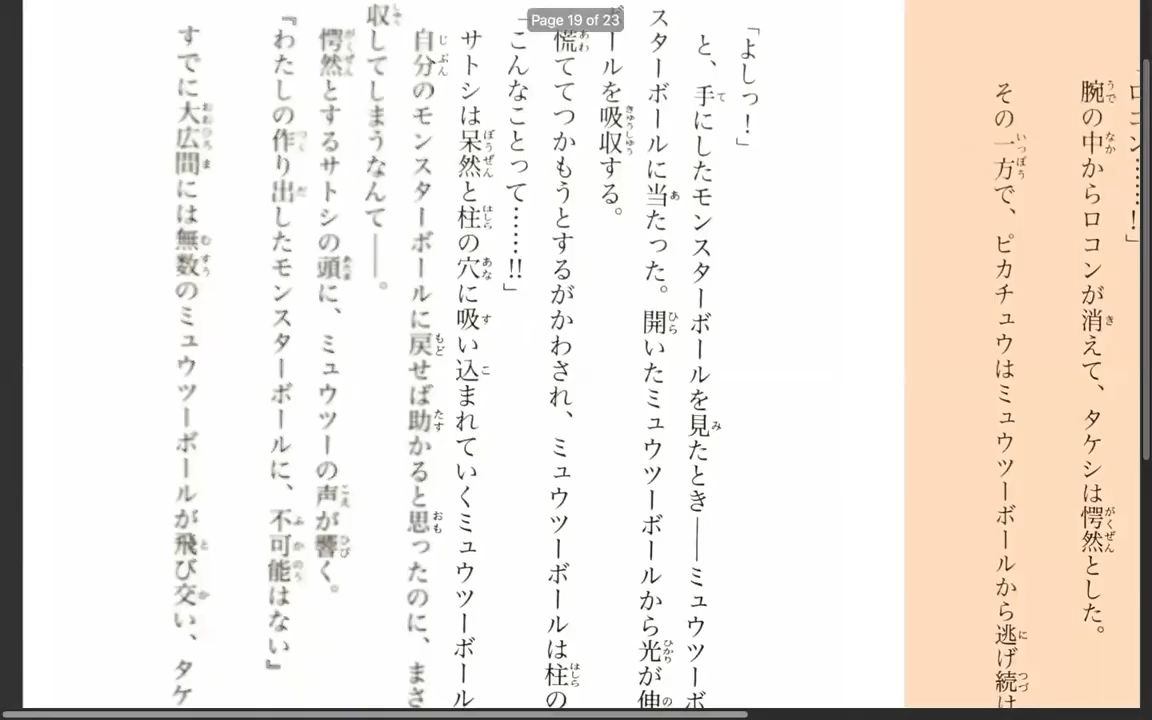 Page 19 of 23
ロコン……！」
腕の中からロコンが消えて、タケシは愕然とした。
その一方で、ピカチュウはミュウツーボールから逃げ続け
「よしっ！」
と、手にしたモンスターボールを見たとき――ミュウツーボ
スターボールに当たった。開いたミュウツーボールから光が伸
ボールを吸収する。
慌ててつかもうとするがかわされ、ミュウツーボールは柱の
「こんなことって……‼」
サトシは呆然と柱の穴に吸い込まれていくミュウツーボール
自分のモンスターボールに戻せば助かると思ったのに、まさ
収してしまうなんて――。
愕然とするサトシの頭に、ミュウツーの声が響く。
『わたしの作り出したモンスターボールに、不可能はない』
すでに大広間には無数のミュウツーボールが飛び交い、タケ